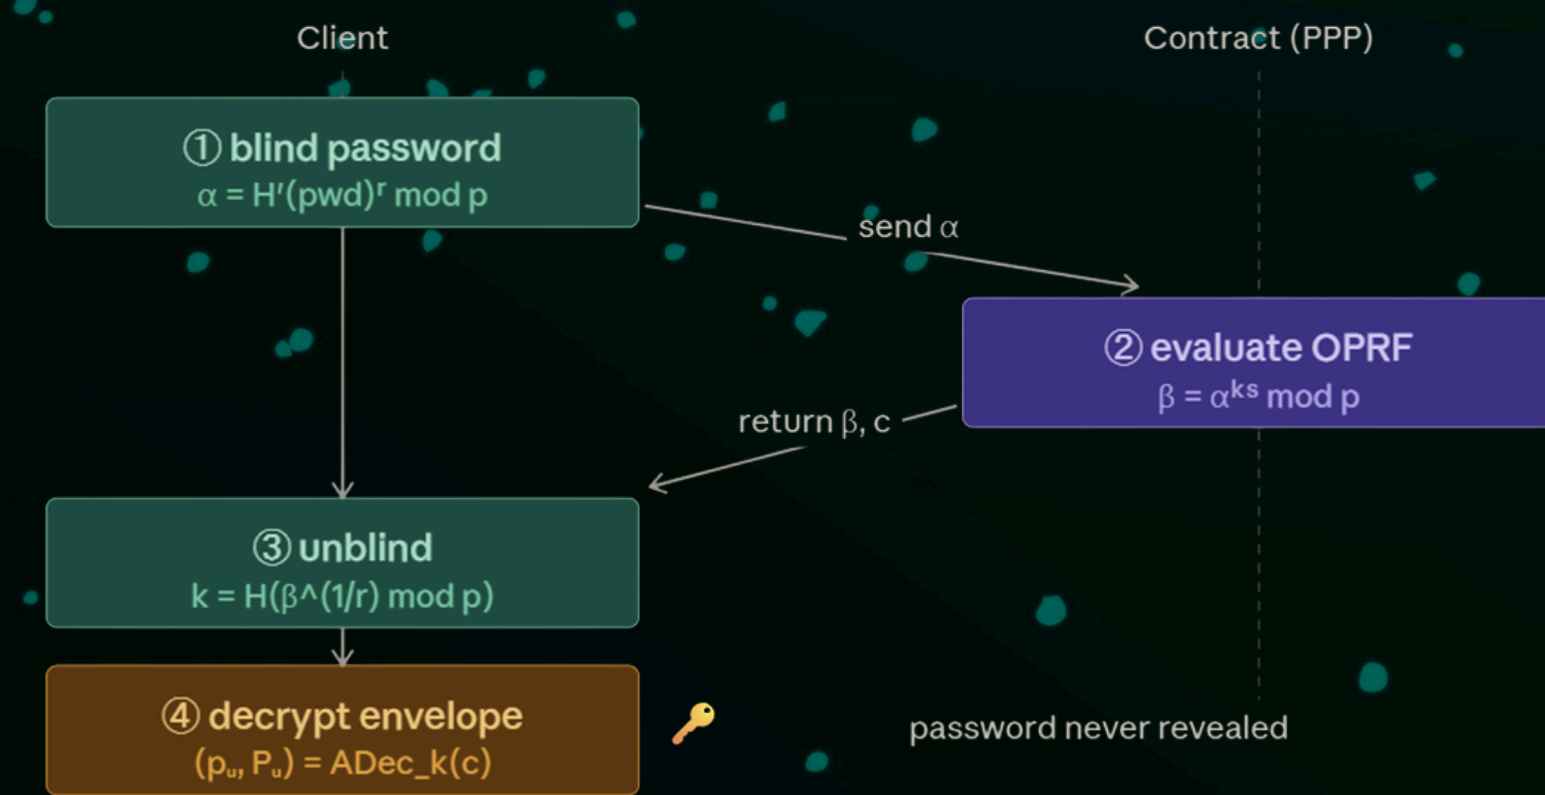 Client
Contract (PPP)
① blind password
α = H′(pwd)ʳ mod p
send α
② evaluate OPRF
β = αᵏˢ mod p
return β, c
③ unblind
k = H(β^(1/r) mod p)
④ decrypt envelope
(pᵤ, Pᵤ) = ADec_k(c)
password never revealed